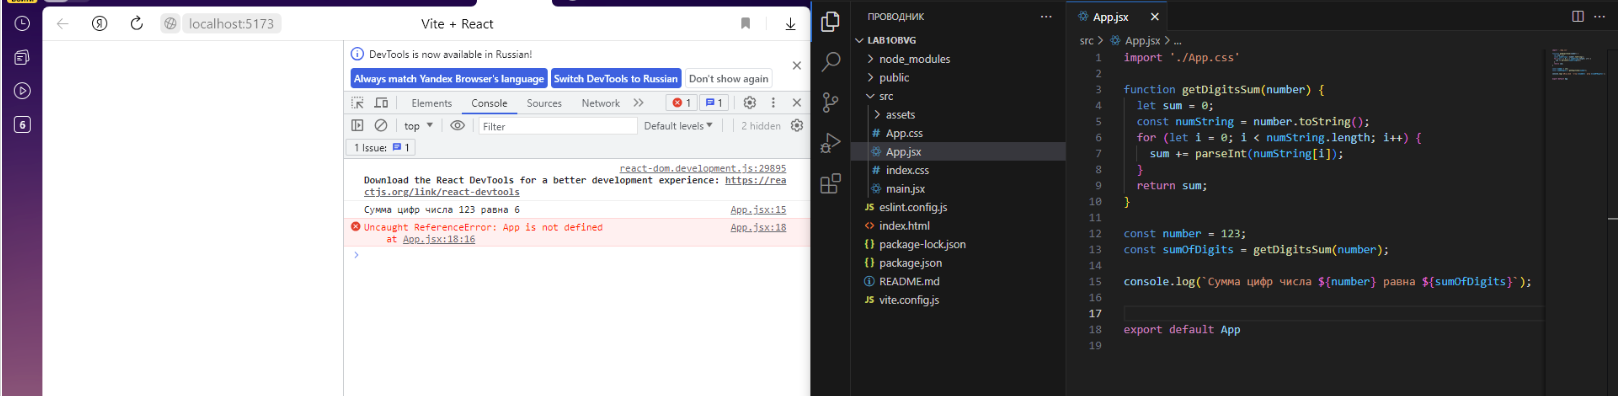 localhost:5173
Vite + React
6
DevTools is now available in Russian!
Always match Yandex Browser's language
Switch DevTools to Russian
Don't show again
Elements
Console
Sources
Network
1
1
top
Filter
Default levels
2 hidden
1 Issue:
1
react-dom.development.js:29895
Download the React DevTools for a better development experience: https://rea
ctjs.org/link/react-devtools
Сумма цифр числа 123 равна 6
App.jsx:15
Uncaught ReferenceError: App is not defined
App.jsx:18
at App.jsx:18:16
ПРОВОДНИК
LAB1OBVG
node_modules
public
src
assets
App.css
App.jsx
index.css
main.jsx
JS eslint.config.js
index.html
package-lock.json
package.json
README.md
JS vite.config.js
App.jsx
src > App.jsx > ...
1 import './App.css'
2
3 function getDigitsSum(number) {
4 let sum = 0;
5 const numString = number.toString();
6 for (let i = 0; i < numString.length; i++) {
7 sum += parseInt(numString[i]);
8 }
9 return sum;
10 }
11
12 const number = 123;
13 const sumOfDigits = getDigitsSum(number);
14
15 console.log(`Сумма цифр числа ${number} равна ${sumOfDigits}`);
16
17
18 export default App
19